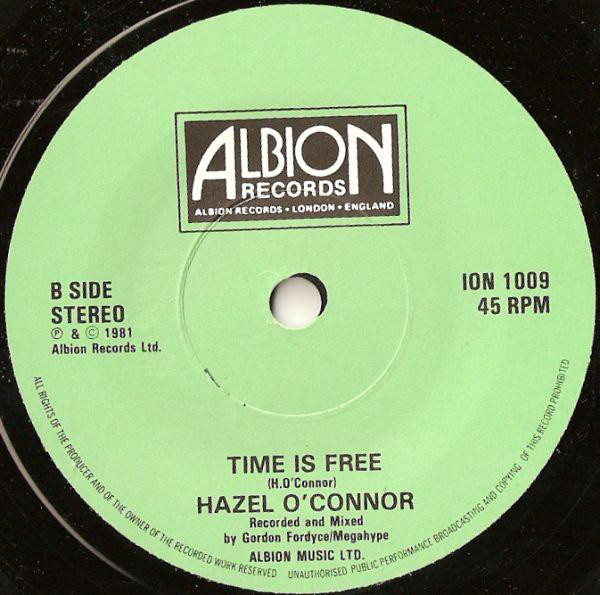 ALBION
RECORDS
ALBION RECORDS • LONDON • ENGLAND
B SIDE
STEREO
Ⓟ & © 1981
Albion Records Ltd.
ION 1009
45 RPM
TIME IS FREE
(H.O'Connor)
HAZEL O'CONNOR
Recorded and Mixed
by Gordon Fordyce/Megahype
ALBION MUSIC LTD.
ALL RIGHTS OF THE PRODUCER AND OF THE OWNER OF THE RECORDED WORK RESERVED UNAUTHORISED PUBLIC PERFORMANCE BROADCASTING AND COPYING OF THIS RECORD PROHIBITED